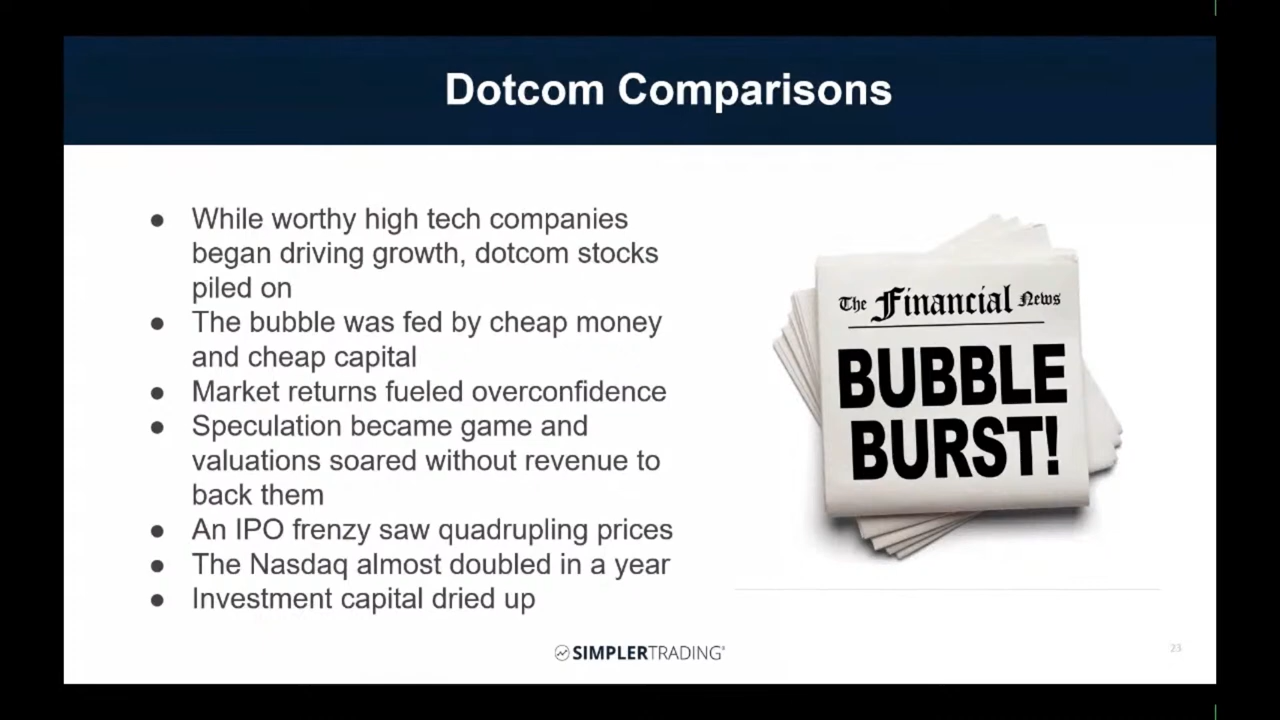 Dotcom Comparisons
● While worthy high tech companies
began driving growth, dotcom stocks
piled on
● The bubble was fed by cheap money
and cheap capital
● Market returns fueled overconfidence
● Speculation became game and
valuations soared without revenue to
back them
● An IPO frenzy saw quadrupling prices
● The Nasdaq almost doubled in a year
● Investment capital dried up
The Financial News
BUBBLE
BURST!
SIMPLERTRADING®
23